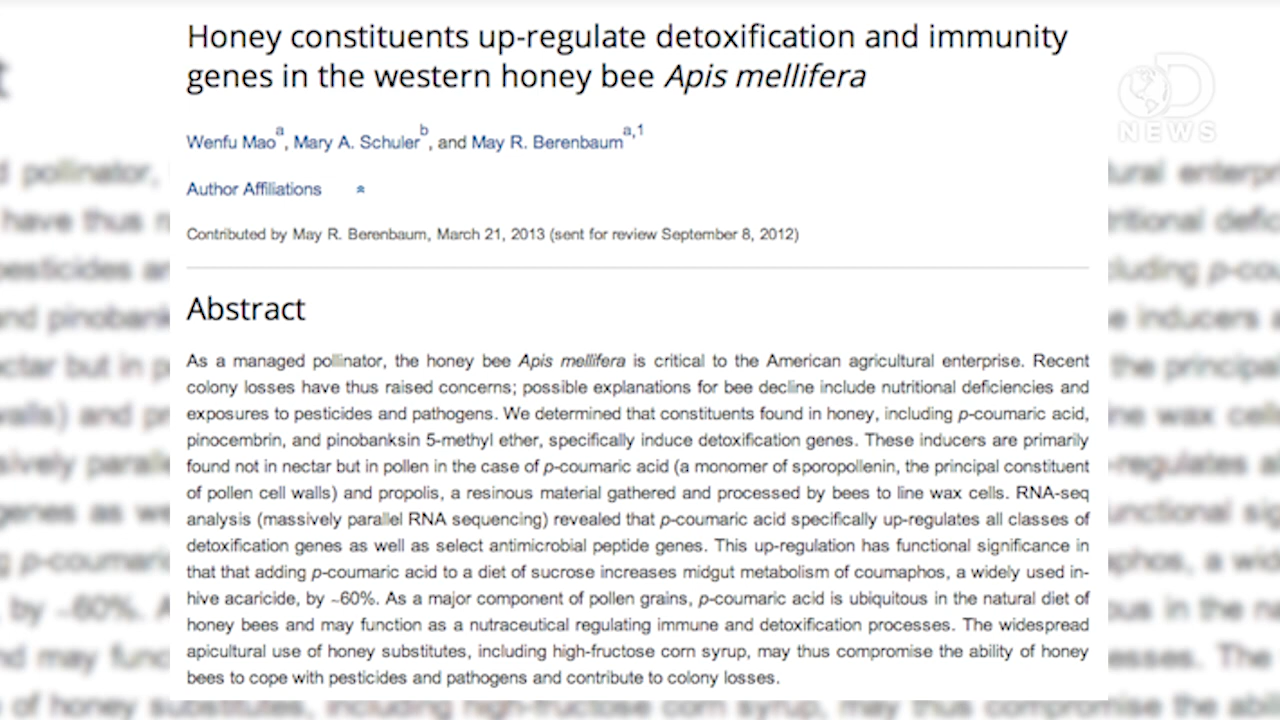 Honey constituents up-regulate detoxification and immunity
genes in the western honey bee Apis mellifera
D
NEWS
Wenfu Mao a, Mary A. Schuler b, and May R. Berenbaum a,1
Author Affiliations
Contributed by May R. Berenbaum, March 21, 2013 (sent for review September 8, 2012)
Abstract
As a managed pollinator, the honey bee Apis mellifera is critical to the American agricultural enterprise. Recent
colony losses have thus raised concerns; possible explanations for bee decline include nutritional deficiencies and
exposures to pesticides and pathogens. We determined that constituents found in honey, including p-coumaric acid,
pinocembrin, and pinobanksin 5-methyl ether, specifically induce detoxification genes. These inducers are primarily
found not in nectar but in pollen in the case of p-coumaric acid (a monomer of sporopollenin, the principal constituent
of pollen cell walls) and propolis, a resinous material gathered and processed by bees to line wax cells. RNA-seq
analysis (massively parallel RNA sequencing) revealed that p-coumaric acid specifically up-regulates all classes of
detoxification genes as well as select antimicrobial peptide genes. This up-regulation has functional significance in
that that adding p-coumaric acid to a diet of sucrose increases midgut metabolism of coumaphos, a widely used in-
hive acaricide, by ~60%. As a major component of pollen grains, p-coumaric acid is ubiquitous in the natural diet of
honey bees and may function as a nutraceutical regulating immune and detoxification processes. The widespread
apicultural use of honey substitutes, including high-fructose corn syrup, may thus compromise the ability of honey
bees to cope with pesticides and pathogens and contribute to colony losses.